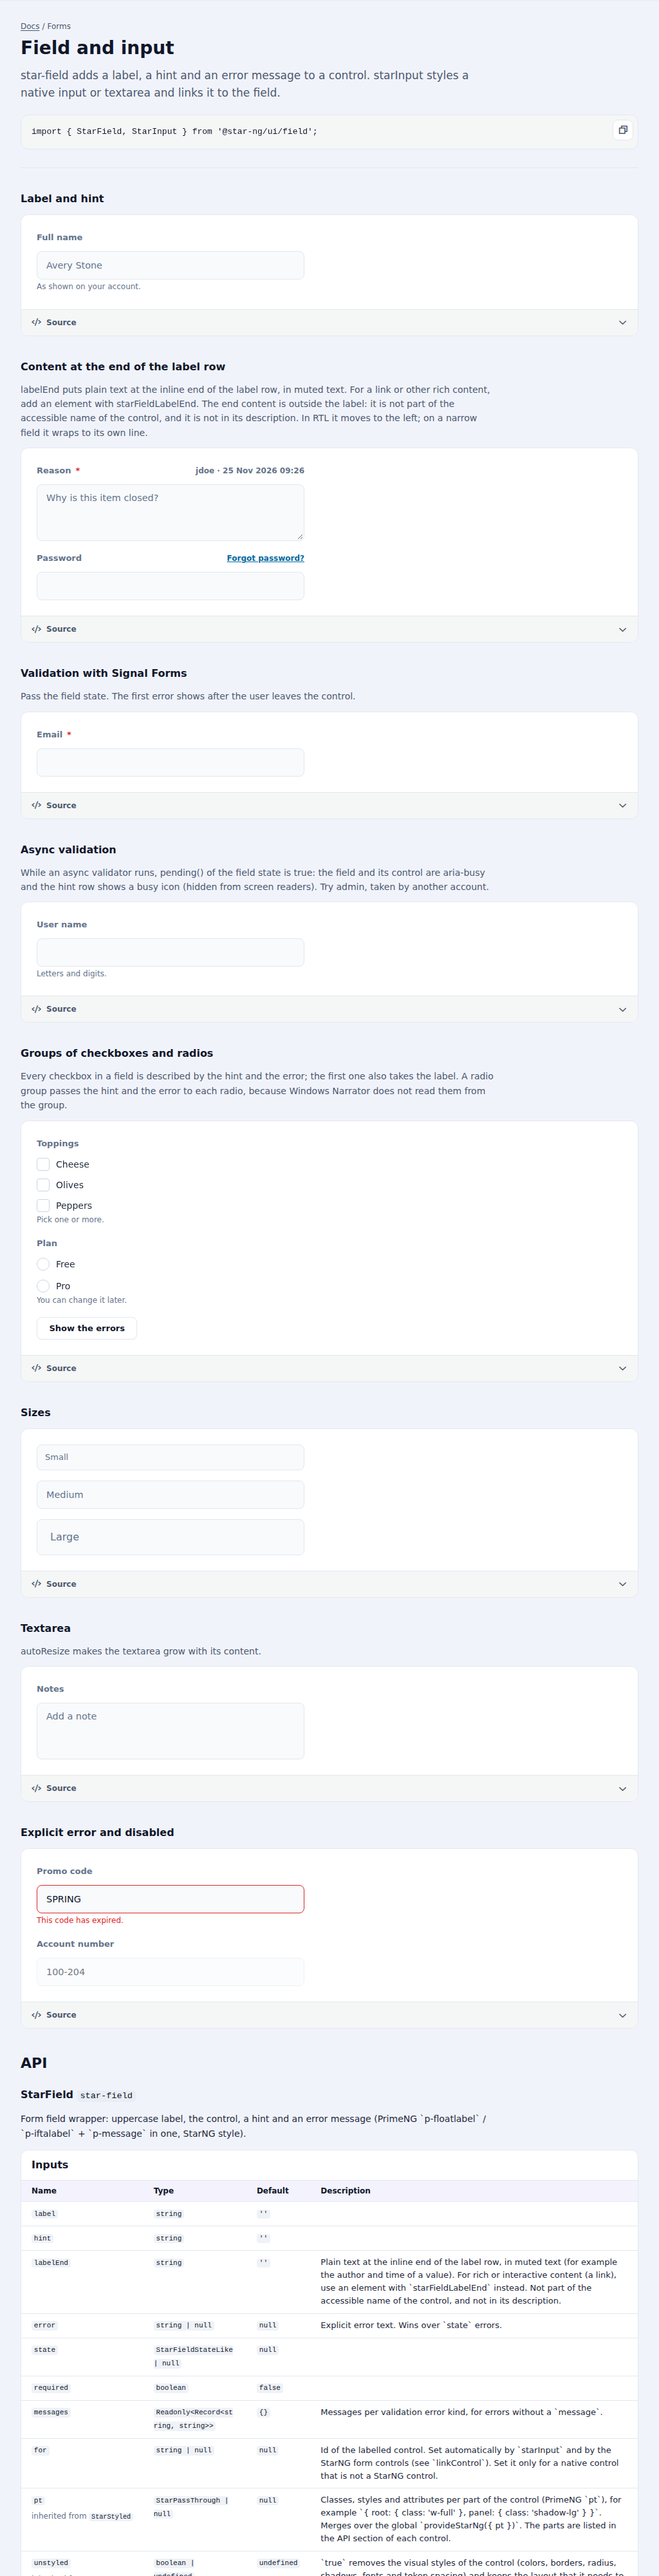 Docs / Forms
Field and input
star-field adds a label, a hint and an error message to a control. starInput styles a
native input or textarea and links it to the field.
import { StarField, StarInput } from '@star-ng/ui/field';
Label and hint
Full name
Avery Stone
As shown on your account.
Source
Content at the end of the label row
labelEnd puts plain text at the inline end of the label row, in muted text. For a link or other rich content,
add an element with starFieldLabelEnd. The end content is outside the label: it is not part of the
accessible name of the control, and it is not in its description. In RTL it moves to the left; on a narrow
field it wraps to its own line.
Reason * jdoe · 25 Nov 2026 09:26
Why is this item closed?
Password Forgot password?
Source
Validation with Signal Forms
Pass the field state. The first error shows after the user leaves the control.
Email *
Source
Async validation
While an async validator runs, pending() of the field state is true: the field and its control are aria-busy
and the hint row shows a busy icon (hidden from screen readers). Try admin, taken by another account.
User name
Letters and digits.
Source
Groups of checkboxes and radios
Every checkbox in a field is described by the hint and the error; the first one also takes the label. A radio
group passes the hint and the error to each radio, because Windows Narrator does not read them from
the group.
Toppings
Cheese
Olives
Peppers
Pick one or more.
Plan
Free
Pro
You can change it later.
Show the errors
Source
Sizes
Small
Medium
Large
Source
Textarea
autoResize makes the textarea grow with its content.
Notes
Add a note
Source
Explicit error and disabled
Promo code
SPRING
This code has expired.
Account number
100-204
Source
API
StarField star-field
Form field wrapper: uppercase label, the control, a hint and an error message (PrimeNG `p-floatlabel` /
`p-iftalabel` + `p-message` in one, StarNG style).
Inputs
Name Type Default Description
label string ''
hint string ''
labelEnd string '' Plain text at the inline end of the label row, in muted text (for example
the author and time of a value). For rich or interactive content (a link),
use an element with `starFieldLabelEnd` instead. Not part of the
accessible name of the control, and not in its description.
error string | null null Explicit error text. Wins over `state` errors.
state StarFieldStateLike null
| null
required boolean false
messages Readonly<Record<st {} Messages per validation error kind, for errors without a `message`.
ring, string>>
for string | null null Id of the labelled control. Set automatically by `starInput` and by the
StarNG form controls (see `linkControl`). Set it only for a native control
that is not a StarNG control.
pt StarPassThrough | null Classes, styles and attributes per part of the control (PrimeNG `pt`), for
inherited from StarStyled null example `{ root: { class: 'w-full' }, panel: { class: 'shadow-lg' } }`.
Merges over the global `provideStarNg({ pt })`. The parts are listed in
the API section of each control.
unstyled boolean | undefined `true` removes the visual styles of the control (colors, borders, radius,